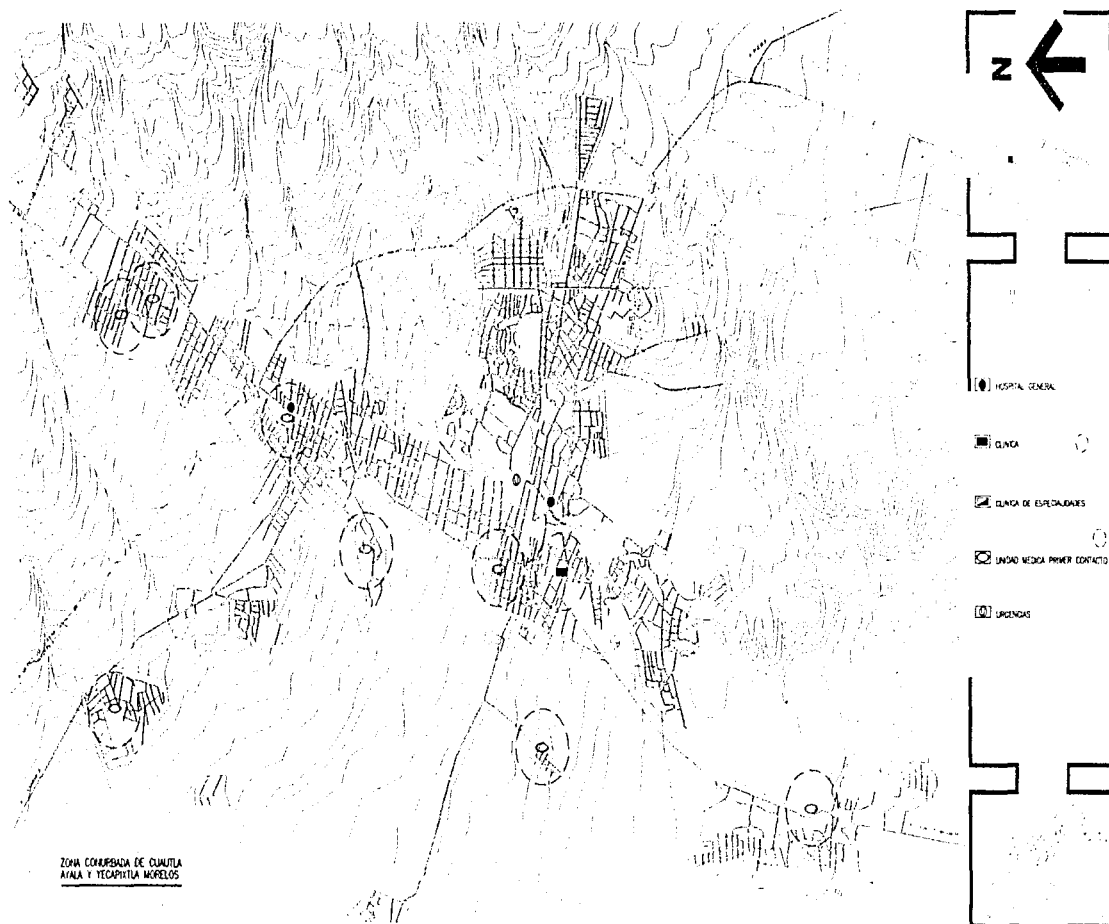 N
HOSPITAL GENERAL
CLINICA
CLINICA DE ESPECIALIDADES
UNIDAD MEDICA PRIMER CONTACTO
URGENCIAS
ZONA CONURBADA DE CUAUTLA
AYALA Y YECAPIXTLA MORELOS